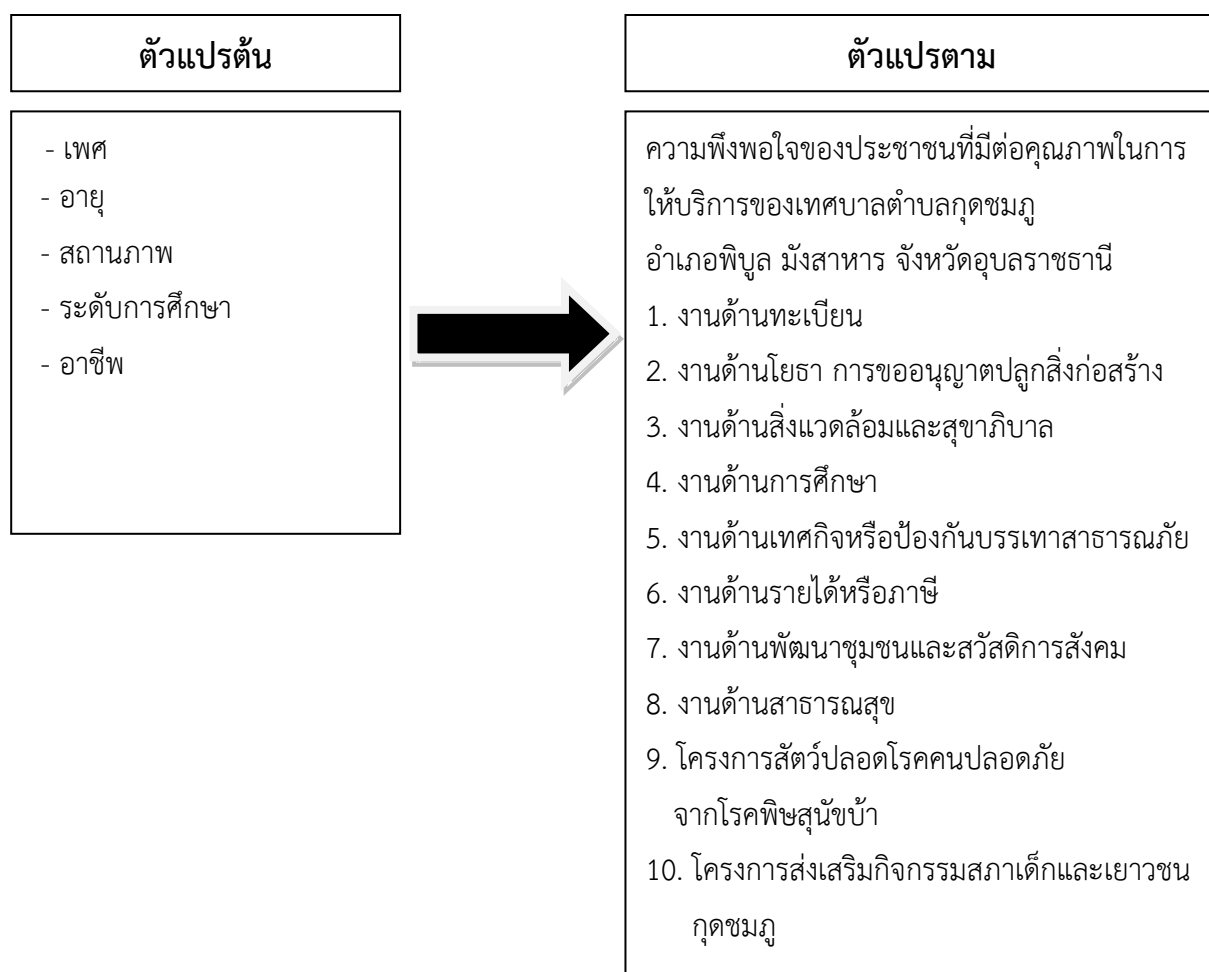 ตัวแปรต้น
- เพศ
- อายุ
- สถานภาพ
- ระดับการศึกษา
- อาชีพ
ตัวแปรตาม
ความพึงพอใจของประชาชนที่มีต่อคุณภาพในการ
ให้บริการของเทศบาลตำบลกุดชมภู
อำเภอพิบูล มังสาหาร จังหวัดอุบลราชธานี
1. งานด้านทะเบียน
2. งานด้านโยธา การขออนุญาตปลูกสิ่งก่อสร้าง
3. งานด้านสิ่งแวดล้อมและสุขาภิบาล
4. งานด้านการศึกษา
5. งานด้านเทศกิจหรือป้องกันบรรเทาสาธารณภัย
6. งานด้านรายได้หรือภาษี
7. งานด้านพัฒนาชุมชนและสวัสดิการสังคม
8. งานด้านสาธารณสุข
9. โครงการสัตว์ปลอดโรคคนปลอดภัย
จากโรคพิษสุนัขบ้า
10. โครงการส่งเสริมกิจกรรมสภาเด็กและเยาวชน
กุดชมภู